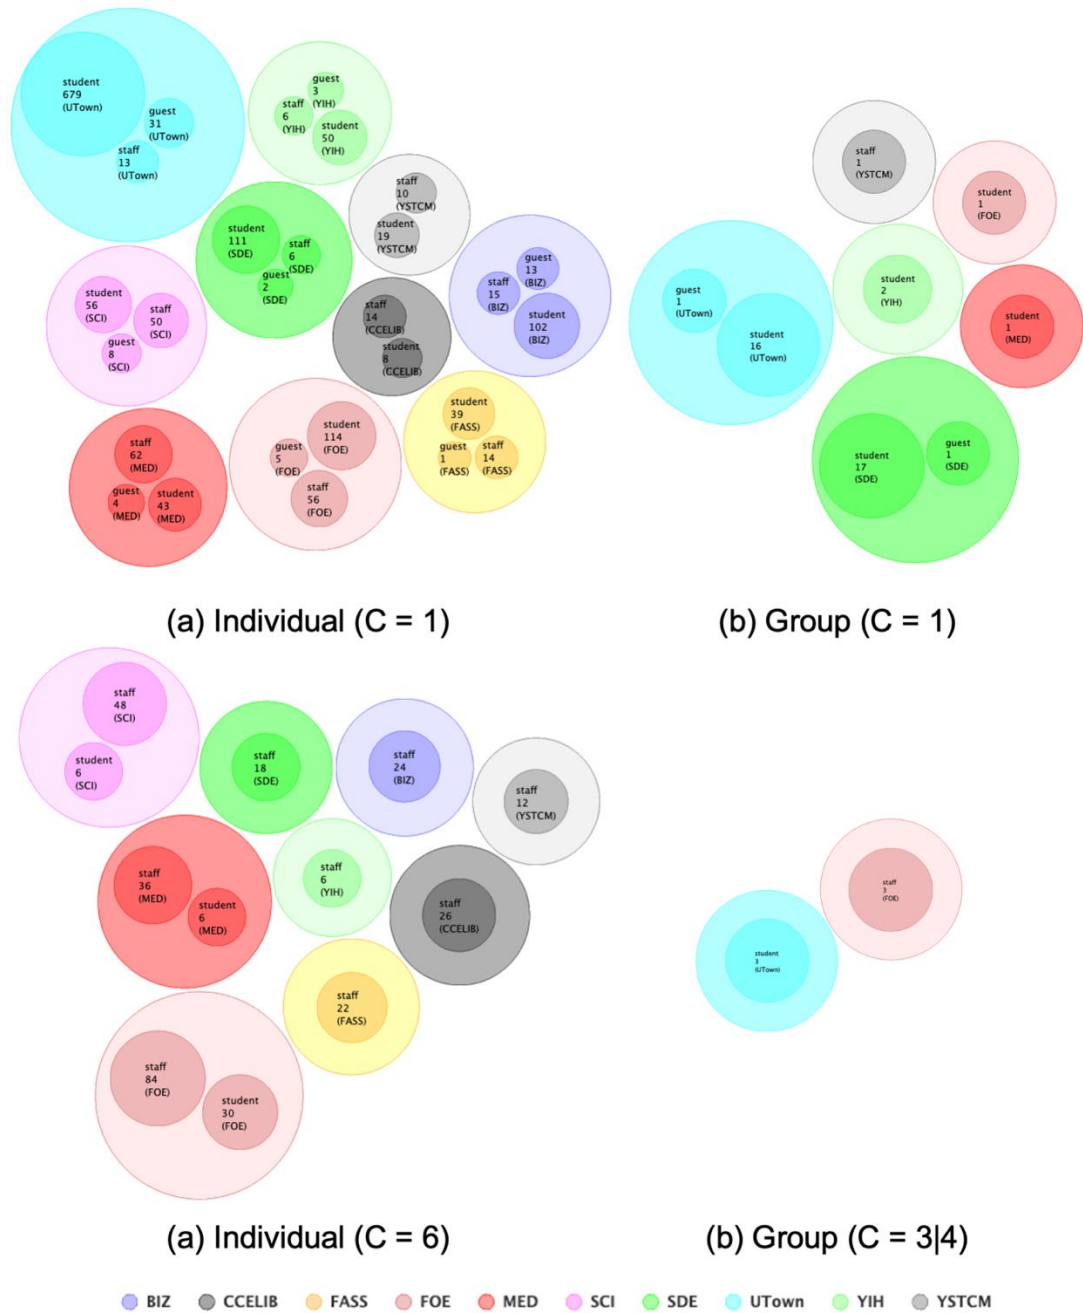 student
679
(UTown)
guest
31
(UTown)
staff
13
(UTown)
guest
3
(YIH)
staff
6
(YIH)
student
50
(YIH)
staff
10
(YSTCM)
student
19
(YSTCM)
student
111
(SDE)
staff
6
(SDE)
guest
2
(SDE)
guest
13
(BIZ)
staff
15
(BIZ)
student
102
(BIZ)
student
56
(SCI)
staff
50
(SCI)
guest
8
(SCI)
staff
14
(CCELIB)
student
8
(CCELIB)
student
39
(FASS)
guest
1
(FASS)
staff
14
(FASS)
student
114
(FOE)
guest
5
(FOE)
staff
56
(FOE)
staff
62
(MED)
guest
4
(MED)
student
43
(MED)
(a) Individual (C = 1)
staff
1
(YSTCM)
student
1
(FOE)
guest
1
(UTown)
student
16
(UTown)
student
2
(YIH)
student
1
(MED)
student
17
(SDE)
guest
1
(SDE)
(b) Group (C = 1)
staff
48
(SCI)
student
6
(SCI)
staff
18
(SDE)
staff
24
(BIZ)
staff
12
(YSTCM)
staff
36
(MED)
student
6
(MED)
staff
6
(YIH)
staff
26
(CCELIB)
staff
22
(FASS)
staff
84
(FOE)
student
30
(FOE)
(a) Individual (C = 6)
staff
3
(FOE)
student
3
(UTown)
(b) Group (C = 3|4)
BIZ CCELIB FASS FOE MED SCI SDE UTown YIH YSTCM